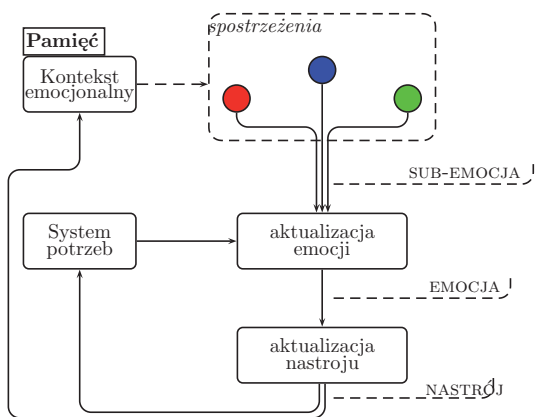 spostrzeżenia
Pamięć
Kontekst
emocjonalny
SUB-EMOCJA
System
potrzeb
aktualizacja
emocji
EMOCJA
aktualizacja
nastroju
NASTRÓJ